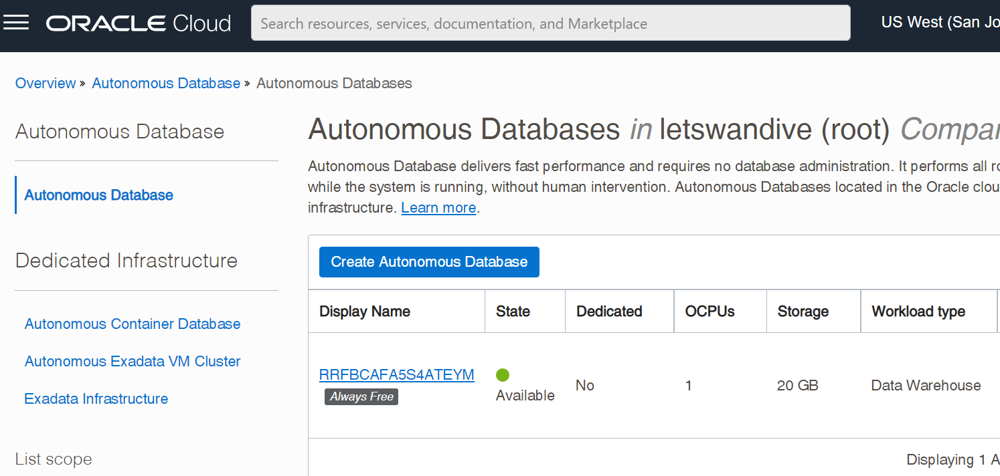 ORACLE Cloud
Search resources, services, documentation, and Marketplace
US West (San Jo
Overview » Autonomous Database » Autonomous Databases
Autonomous Database
Autonomous Database
Dedicated Infrastructure
Autonomous Container Database
Autonomous Exadata VM Cluster
Exadata Infrastructure
List scope
Autonomous Databases in letswandive (root) Compar
Autonomous Database delivers fast performance and requires no database administration. It performs all ro
while the system is running, without human intervention. Autonomous Databases located in the Oracle clou
infrastructure. Learn more.
Create Autonomous Database
Display Name State Dedicated OCPUs Storage Workload type
RRFBCAFA5S4ATEYM
Always Free
Available
No 1 20 GB Data Warehouse
Displaying 1 A